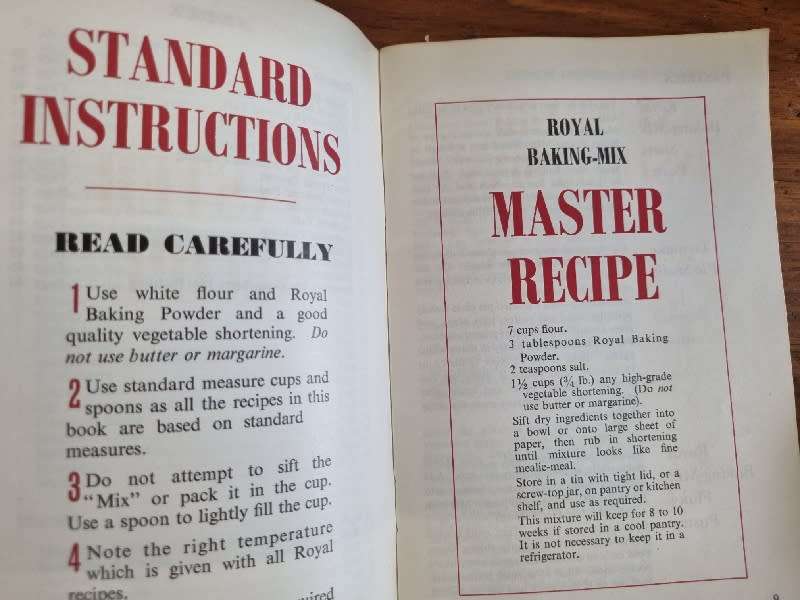 STANDARD
INSTRUCTIONS
READ CAREFULLY
1 Use white flour and Royal
Baking Powder and a good
quality vegetable shortening. Do
not use butter or margarine.
2 Use standard measure cups and
spoons as all the recipes in this
book are based on standard
measures.
3 Do not attempt to sift the
"Mix" or pack it in the cup.
Use a spoon to lightly fill the cup.
4 Note the right temperature
which is given with all Royal
recipes.
ROYAL
BAKING-MIX
MASTER
RECIPE
7 cups flour.
3 tablespoons Royal Baking
Powder.
2 teaspoons salt.
1½ cups (¾ lb.) any high-grade
vegetable shortening. (Do not
use butter or margarine).
Sift dry ingredients together into
a bowl or onto large sheet of
paper, then rub in shortening
until mixture looks like fine
mealie-meal.
Store in a tin with tight lid, or a
screw-top jar, on pantry or kitchen
shelf, and use as required.
This mixture will keep for 8 to 10
weeks if stored in a cool pantry.
It is not necessary to keep it in a
refrigerator.